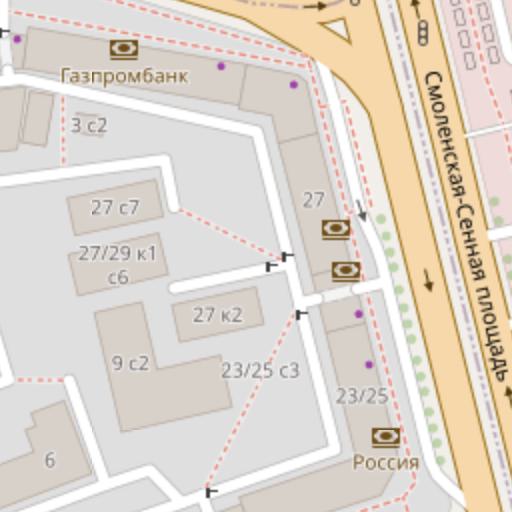 Газпромбанк
3 с2
27 с7
27
27/29 к1
с6
27 к2
9 с2
23/25 с3
23/25
6
Россия
Смоленская-Сенная площадь